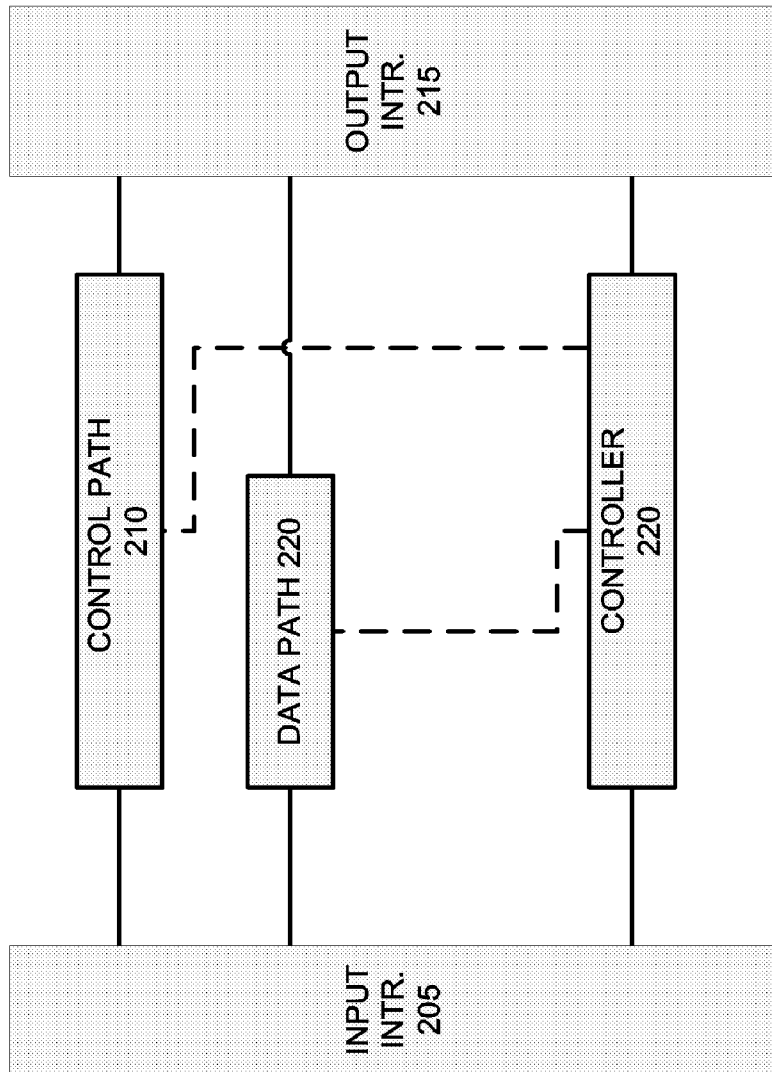 INPUT
INTR.
205
CONTROL PATH
210
DATA PATH 220
CONTROLLER
220
OUTPUT
INTR.
215